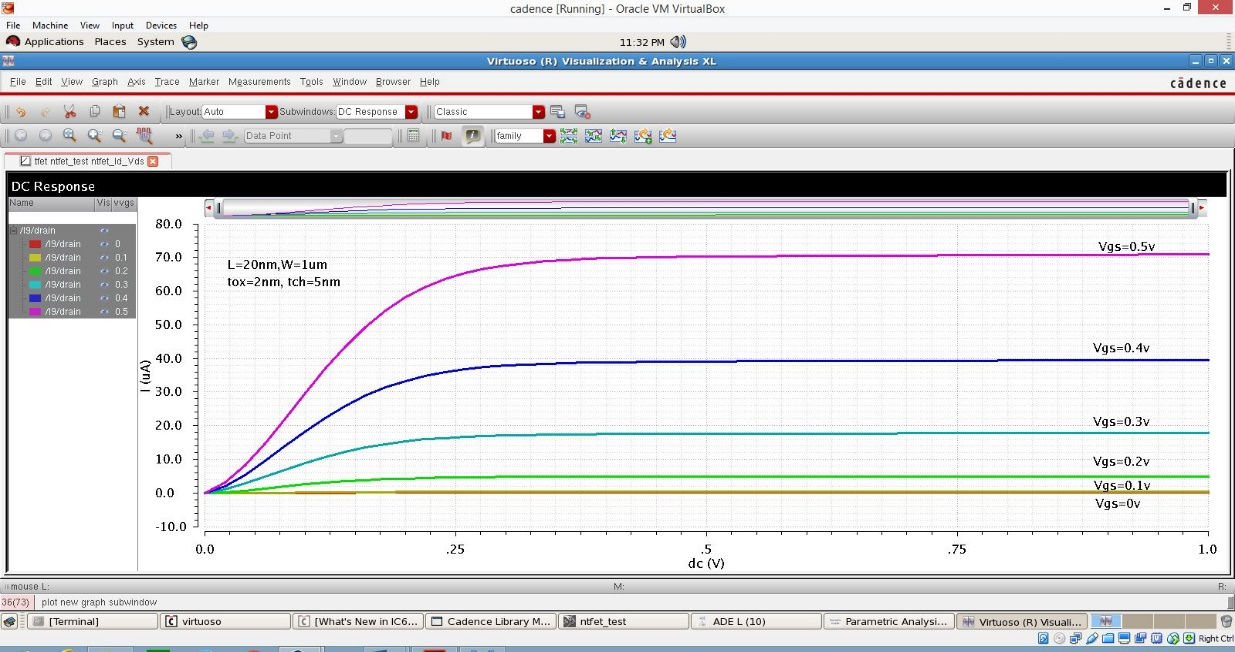 cadence [Running] - Oracle VM VirtualBox
File Machine View Input Devices Help
Applications Places System 11:32 PM
Virtuoso (R) Visualization & Analysis XL
File Edit View Graph Axis Trace Marker Measurements Tools Window Browser Help cādence
Layout: Auto Subwindows: DC Response Classic
» Data Point family
tfet ntfet_test ntfet_Id_Vds
DC Response
Name Vis vvgs
/I9/drain
/I9/drain 0
/I9/drain 0.1
/I9/drain 0.2
/I9/drain 0.3
/I9/drain 0.4
/I9/drain 0.5
I (uA)
80.0
70.0
60.0
50.0
40.0
30.0
20.0
10.0
0.0
-10.0
L=20nm,W=1um
tox=2nm, tch=5nm
Vgs=0.5v
Vgs=0.4v
Vgs=0.3v
Vgs=0.2v
Vgs=0.1v
Vgs=0v
0.0 .25 .5 .75 1.0
dc (V)
mouse L: M: R:
36(73) plot new graph subwindow
[Terminal] virtuoso [What's New in IC6... Cadence Library M... ntfet_test ADE L (10) Parametric Analysi... Virtuoso (R) Visuali...
Right Ctrl